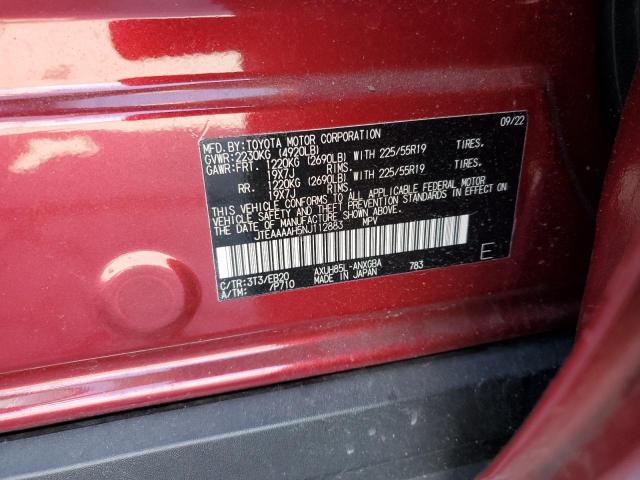 MFD.BY:TOYOTA MOTOR CORPORATION 09/22
GVWR:2230KG (4920LB)
GAWR:FRT. 1220KG (2690LB) WITH 225/55R19 TIRES.
19X7J RIMS.
RR. 1220KG (2690LB) WITH 225/55R19 TIRES.
19X7J RIMS.
THIS VEHICLE CONFORMS TO ALL APPLICABLE FEDERAL MOTOR
VEHICLE SAFETY AND THEFT PREVENTION STANDARDS IN EFFECT ON
THE DATE OF MANUFACTURE SHOWN ABOVE.
JTEAAAAH5NJ112883 MPV
C/TR:3T3/EB20 AXUH85L-ANXGBA 783 E
A/TM: /P710 MADE IN JAPAN